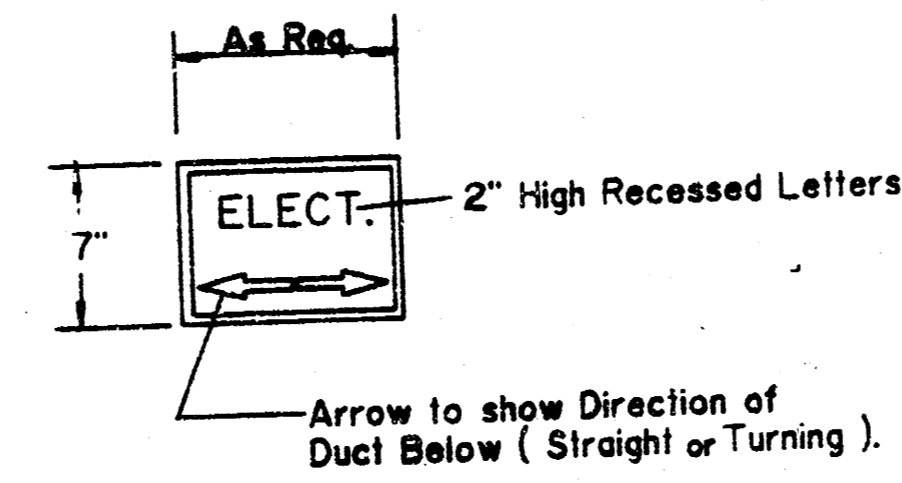 As Req.
ELECT.
2" High Recessed Letters
7"
Arrow to show Direction of
Duct Below ( Straight or Turning ).